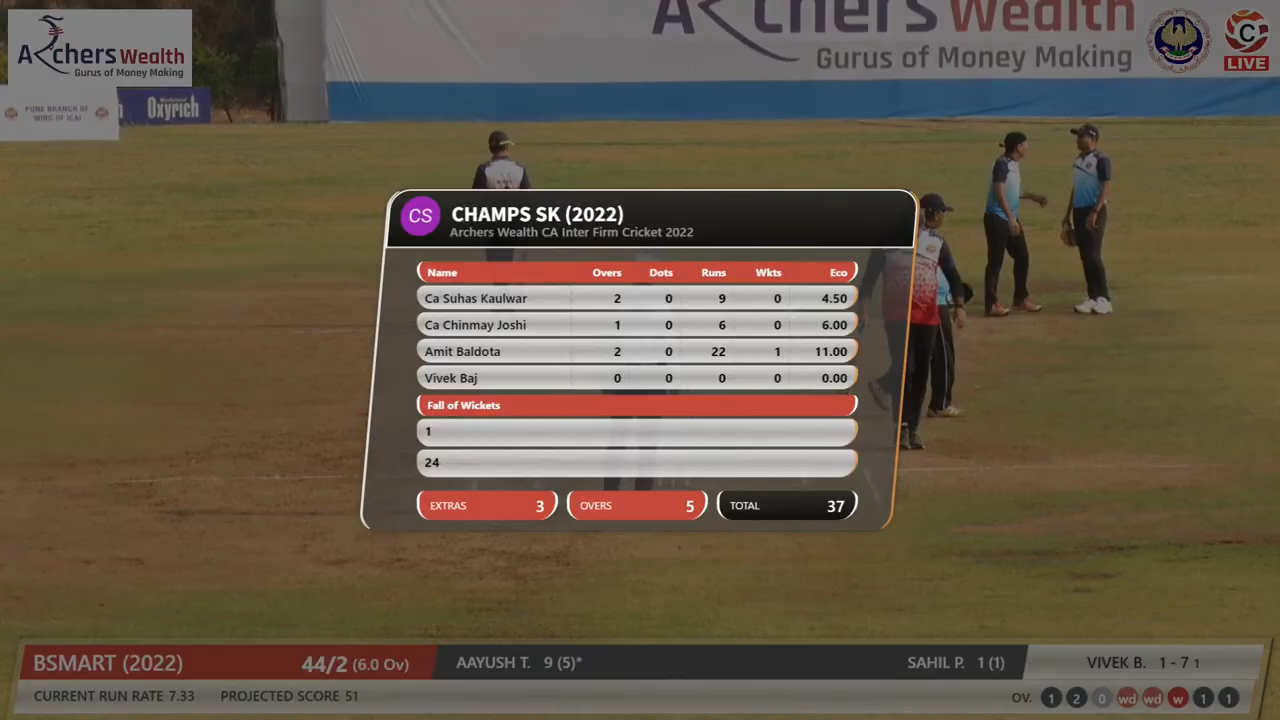 Archers Wealth
Gurus of Money Making
Archers Wealth
Gurus of Money Making
LIVE
PUNE BRANCH OF
WIRC OF ICAI
Oxyrich
CS
CHAMPS SK (2022)
Archers Wealth CA Inter Firm Cricket 2022
Name Overs Dots Runs Wkts Eco
Ca Suhas Kaulwar 2 0 9 0 4.50
Ca Chinmay Joshi 1 0 6 0 6.00
Amit Baldota 2 0 22 1 11.00
Vivek Baj 0 0 0 0 0.00
Fall of Wickets
1
24
EXTRAS 3 OVERS 5 TOTAL 37
BSMART (2022) 44/2 (6.0 Ov) AAYUSH T. 9 (5)* SAHIL P. 1 (1) VIVEK B. 1 - 7 1
CURRENT RUN RATE 7.33 PROJECTED SCORE 51 OV. 1 2 0 wd wd w 1 1